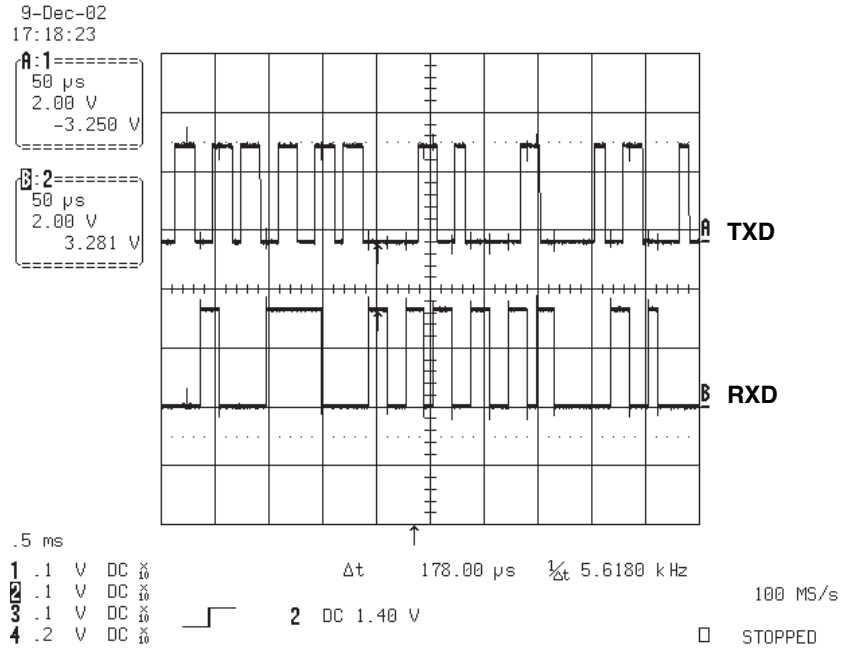 9-Dec-02
17:18:23
A:1
50 µs
2.00 V
-3.250 V
B:2
50 µs
2.00 V
3.281 V
A TXD
B RXD
.5 ms
1 .1 V DC X10
2 .1 V DC X10
3 .1 V DC X10
4 .2 V DC X10
Δt 178.00 µs 1/Δt 5.6180 kHz
2 DC 1.40 V
100 MS/s
STOPPED